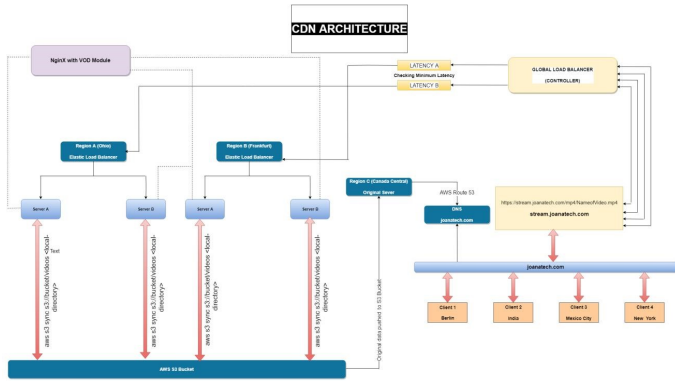 CDN ARCHITECTURE
NginX with VOD Module
LATENCY A
Checking Minimum Latency
LATENCY B
GLOBAL LOAD BALANCER
(CONTROLLER)
Region A (Ohio)
Elastic Load Balancer
Region B (Frankfurt)
Elastic Load Balancer
Region C (Canada Central)
Original Sever
AWS Route 53
DNS
joanatech.com
https://stream.joanatech.com/mp4/NameofVideo.mp4
stream.joanatech.com
Server A
Server B
Server A
Server B
Text
aws s3 sync s3://bucket/videos <local-
directory>
aws s3 sync s3://bucket/videos <local-
directory>
aws s3 sync s3://bucket/videos <local-
directory>
aws s3 sync s3://bucket/videos <local-
directory>
Original data pushed to S3 Bucket
joanatech.com
Client 1
Berlin
Client 2
India
Client 3
Mexico City
Client 4
New York
AWS S3 Bucket